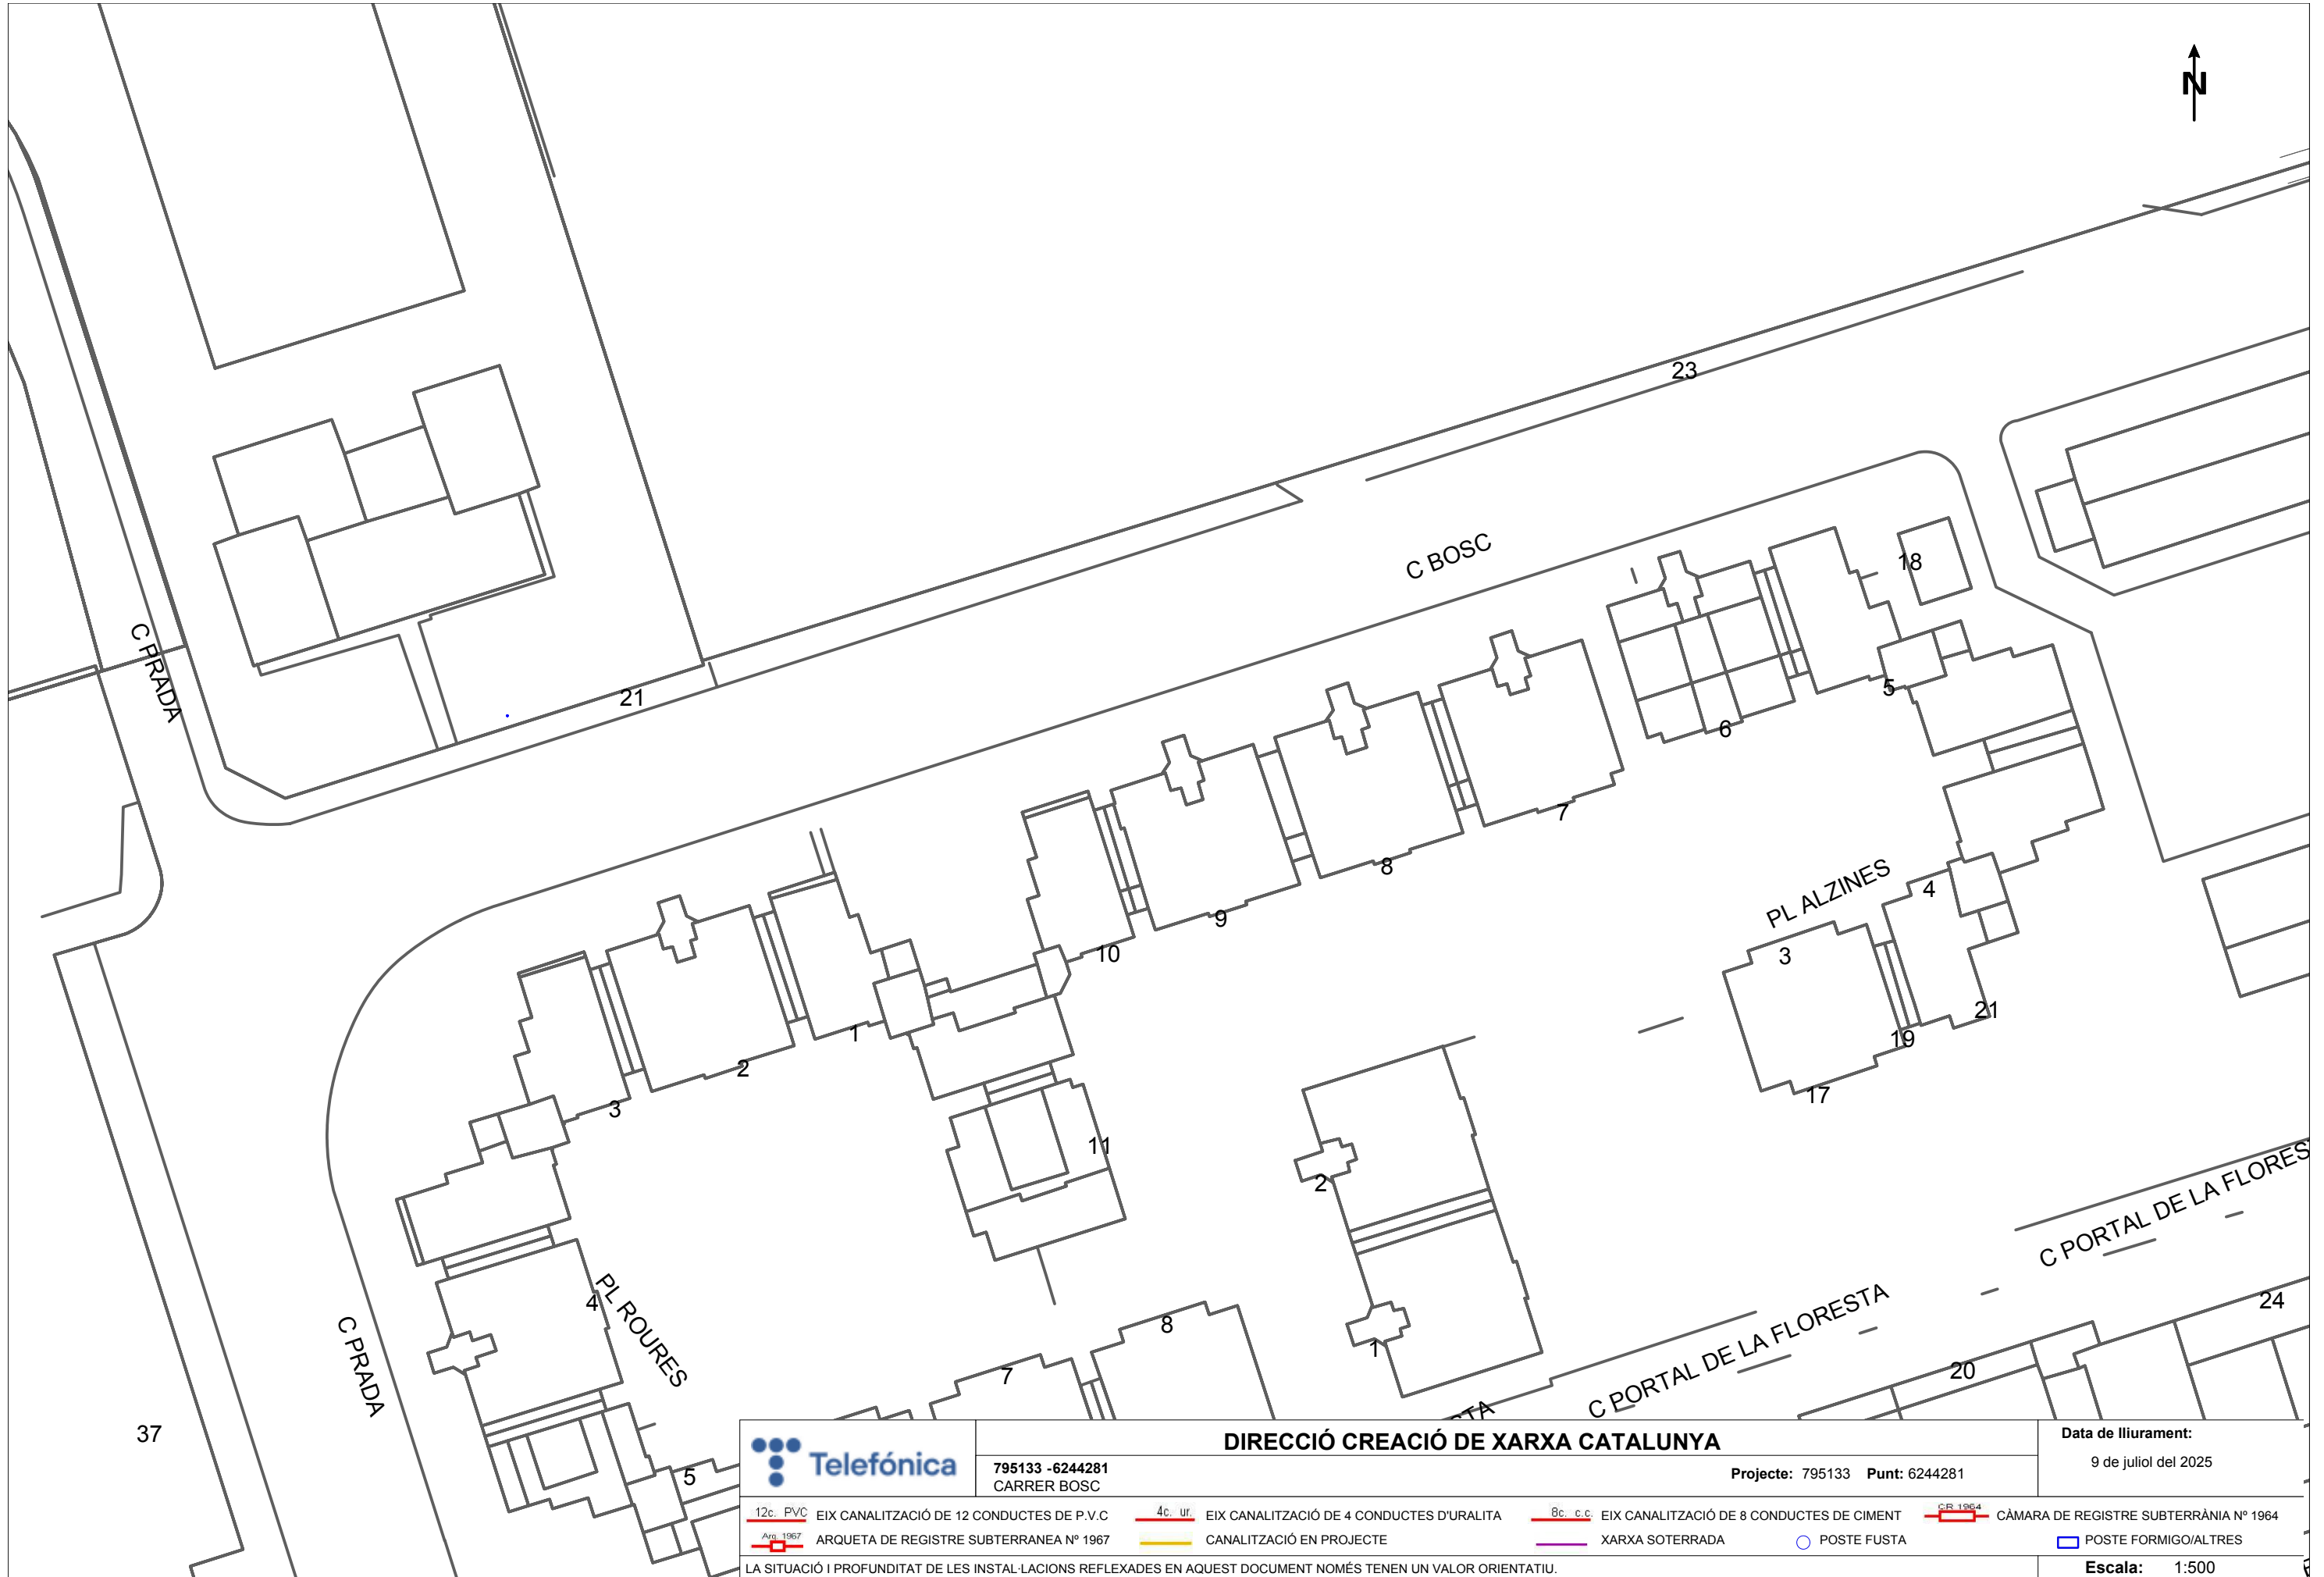 N
23
C BOSC
18
C PRADA
21
5
6
7
8
9
10
PL ALZINES
4
3
21
19
17
1
2
3
11
2
C PORTAL DE LA FLORES
4
PL ROURES
C PRADA
1
8
7
C PORTAL DE LA FLORESTA
24
20
37
5
TA
Telefónica
DIRECCIÓ CREACIÓ DE XARXA CATALUNYA
795133 -6244281
CARRER BOSC
Projecte: 795133 Punt: 6244281
Data de lliurament:
9 de juliol del 2025
12c. PVC EIX CANALITZACIÓ DE 12 CONDUCTES DE P.V.C
4c. ur. EIX CANALITZACIÓ DE 4 CONDUCTES D'URALITA
8c. c.c. EIX CANALITZACIÓ DE 8 CONDUCTES DE CIMENT
C.R. 1964 CÀMARA DE REGISTRE SUBTERRÀNIA Nº 1964
Arq. 1967 ARQUETA DE REGISTRE SUBTERRANEA Nº 1967
CANALITZACIÓ EN PROJECTE
XARXA SOTERRADA
POSTE FUSTA
POSTE FORMIGO/ALTRES
LA SITUACIÓ I PROFUNDITAT DE LES INSTAL·LACIONS REFLEXADES EN AQUEST DOCUMENT NOMÉS TENEN UN VALOR ORIENTATIU.
Escala: 1:500